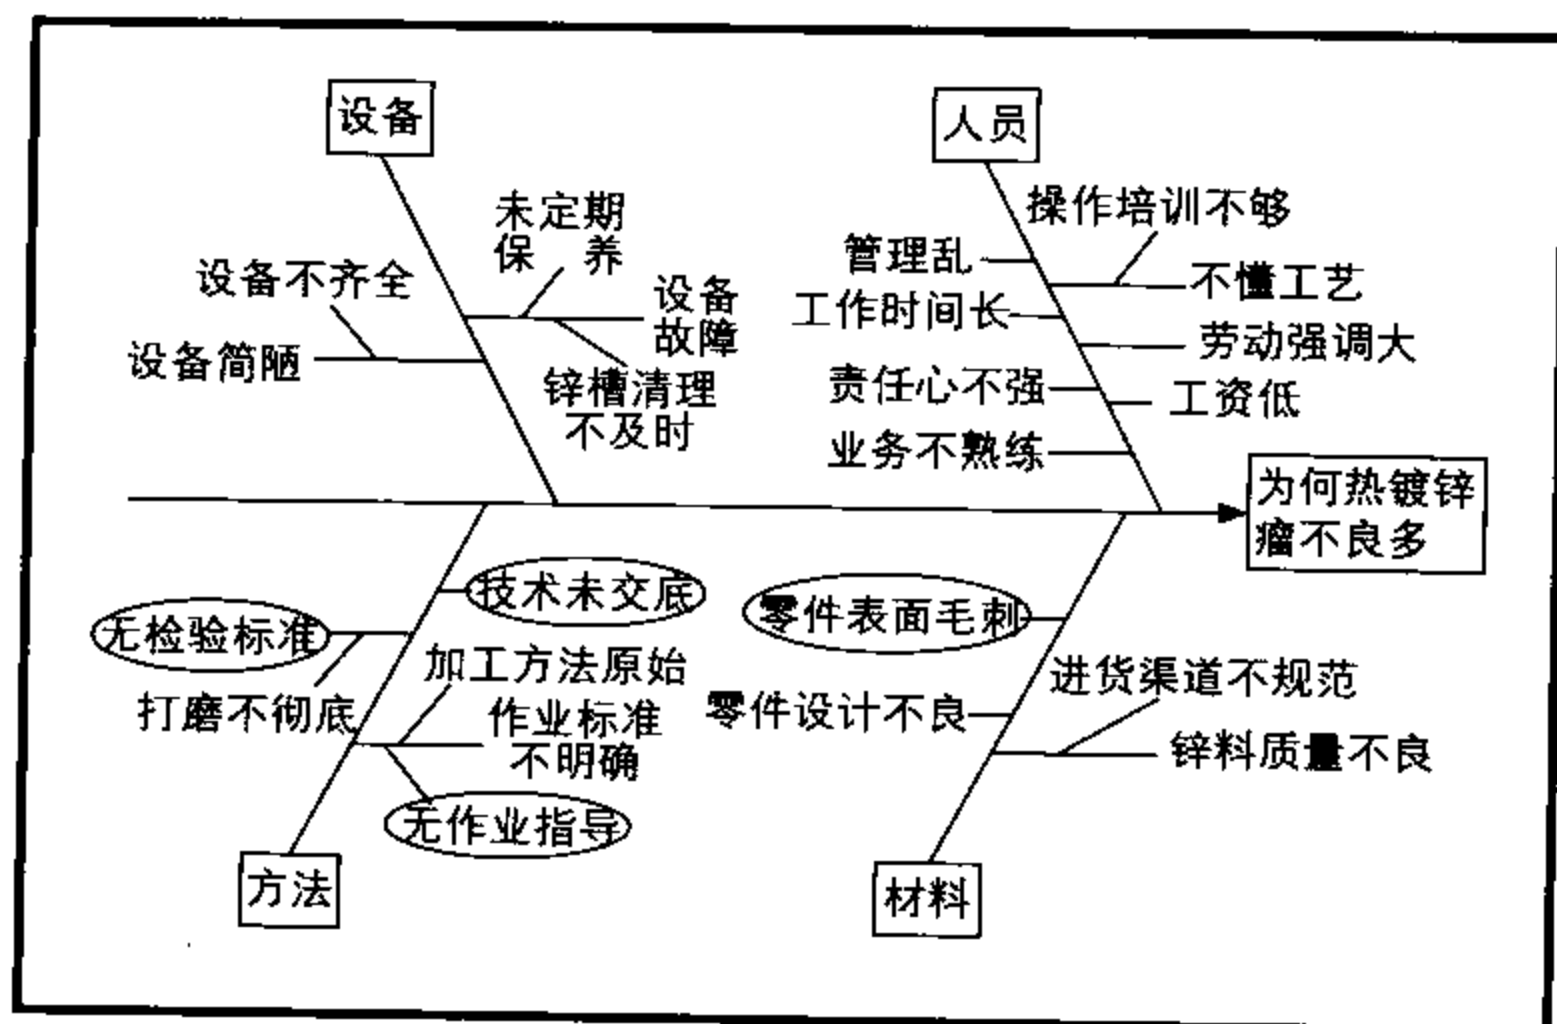 设备
人员
未定期
保 养
设备不齐全
设备
故障
设备简陋
锌槽清理
不及时
操作培训不够
管理乱
不懂工艺
工作时间长
劳动强调大
责任心不强
工资低
业务不熟练
为何热镀锌
瘤不良多
技术未交底
无检验标准
加工方法原始
打磨不彻底
作业标准
不明确
无作业指导
方法
零件表面毛刺
进货渠道不规范
零件设计不良
锌料质量不良
材料